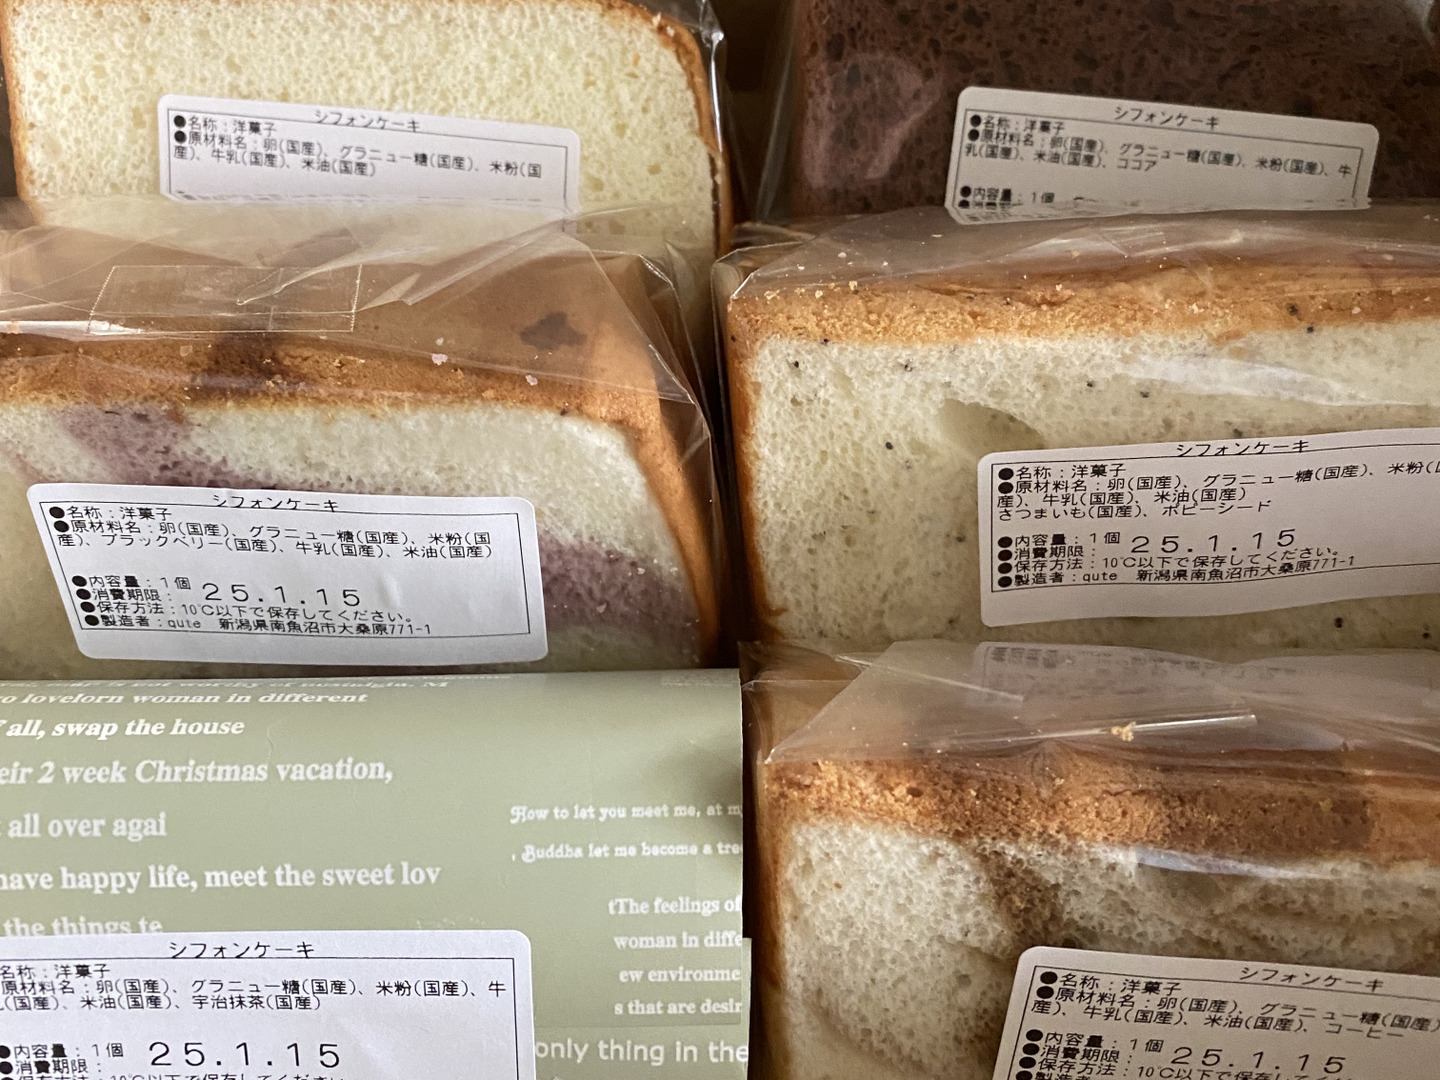 シフォンケーキ
●名称：洋菓子
●原材料名：卵(国産)、グラニュー糖(国産)、米粉(国
産)、牛乳(国産)、米油(国産)
シフォンケーキ
●名称：洋菓子
●原材料名：卵(国産)、グラニュー糖(国産)、米粉(国産)、牛
乳(国産)、米油(国産)、ココア
●内容量：1個
シフォンケーキ
●名称：洋菓子
●原材料名：卵(国産)、グラニュー糖(国産)、米粉(国
産)、ブラックベリー(国産)、牛乳(国産)、米油(国産)
●内容量：1個
●消費期限： 25.1.15
●保存方法：10℃以下で保存してください。
●製造者：qute 新潟県南魚沼市大桑原771-1
シフォンケーキ
●名称：洋菓子
●原材料名：卵(国産)、グラニュー糖(国産)、米粉(
産)、牛乳(国産)、米油(国産)
さつまいも(国産)、ポピーシード
●内容量：1個
●消費期限： 25.1.15
●保存方法：10℃以下で保存してください。
●製造者：qute 新潟県南魚沼市大桑原771-1
lovelorn woman in different
all, swap the house
2 week Christmas vacation,
all over agai
have happy life, meet the sweet lov
the things te
How to let you meet me, at
, Buddha let me become a tre
tThe feelings of
woman in diffe
ew environme
s that are desir
only thing in the
シフォンケーキ
名称：洋菓子
原材料名：卵(国産)、グラニュー糖(国産)、米粉(国産)、牛
(国産)、米油(国産)、宇治抹茶(国産)
●内容量：1個
●消費期限： 25.1.15
シフォンケーキ
●名称：洋菓子
●原材料名：卵(国産)、グラニュー糖(国産)
産)、牛乳(国産)、米油(国産)、コーヒー
●内容量：1個
●消費期限： 25.1.15
●保存方法：10℃以下で保存してくだ